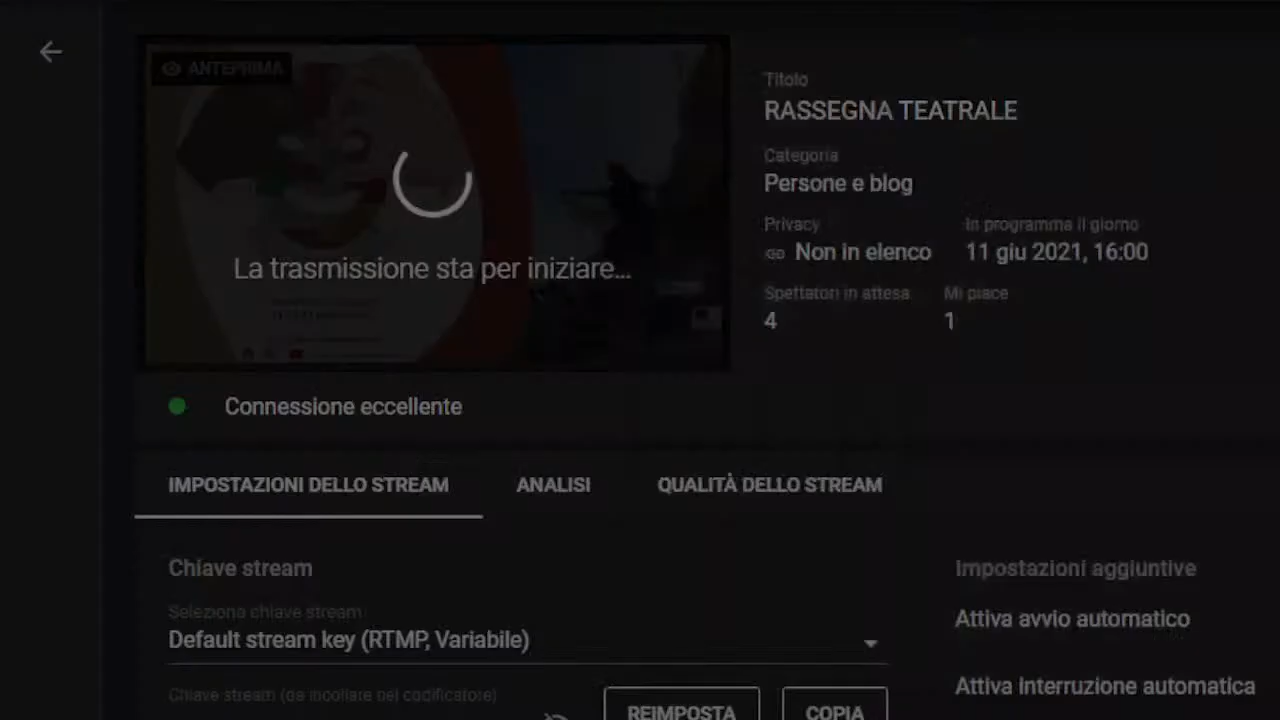 ANTEPRIMA
La trasmissione sta per iniziare...
Titolo
RASSEGNA TEATRALE
Categoria
Persone e blog
Privacy
In programma il giorno
Non in elenco
11 giu 2021, 16:00
Spettatori in attesa
Mi piace
4
1
Connessione eccellente
IMPOSTAZIONI DELLO STREAM
ANALISI
QUALITÀ DELLO STREAM
Chiave stream
Impostazioni aggiuntive
Seleziona chiave stream
Attiva avvio automatico
Default stream key (RTMP, Variabile)
Attiva interruzione automatica
Chiave stream (da incollare nel codificatore)
REIMPOSTA
COPIA